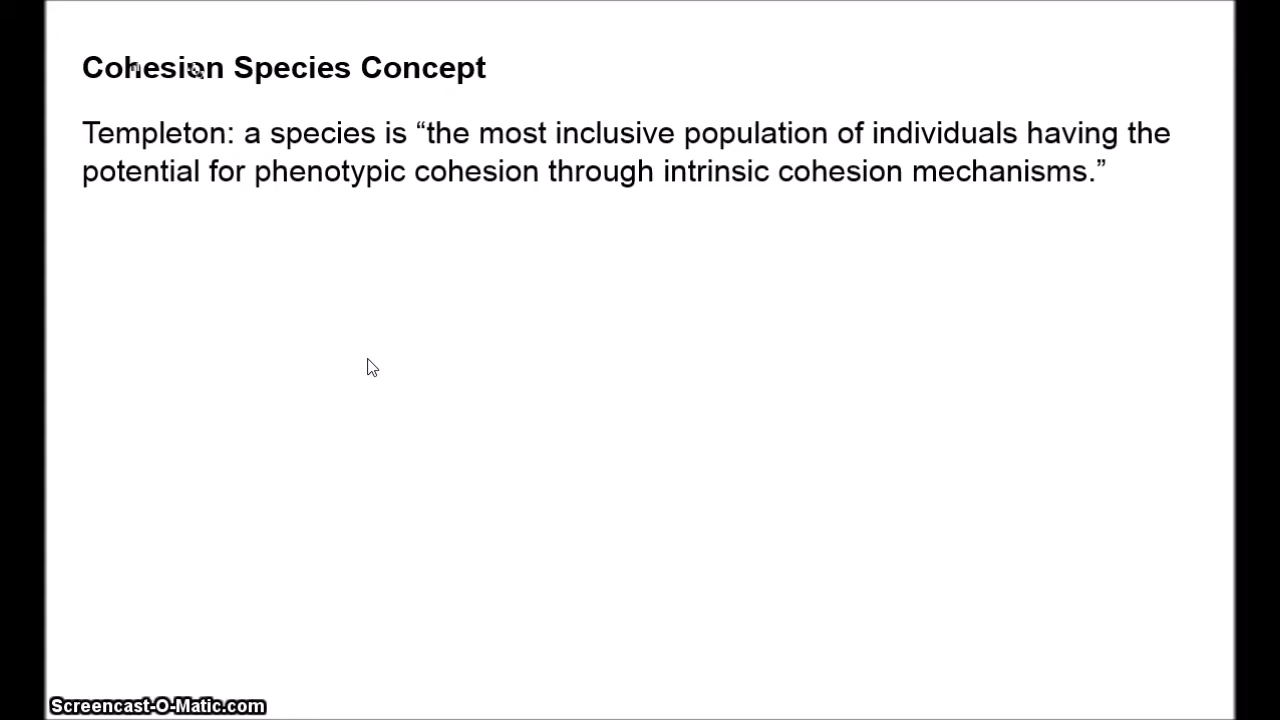 Cohesion Species Concept
Templeton: a species is “the most inclusive population of individuals having the
potential for phenotypic cohesion through intrinsic cohesion mechanisms.”
Screencast-O-Matic.com